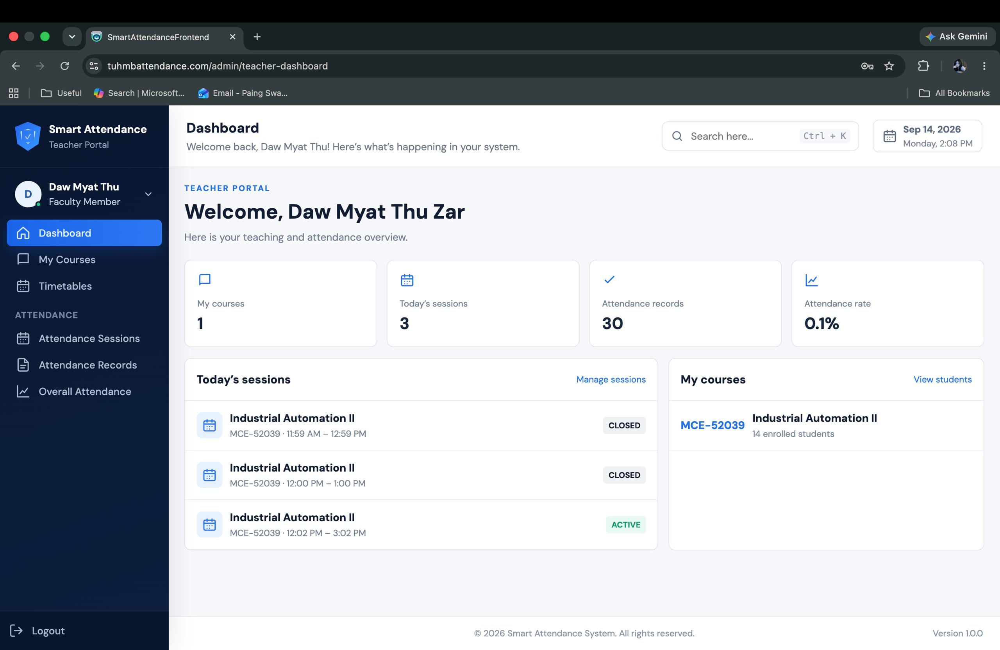 SmartAttendanceFrontend
Ask Gemini
tuhmbattendance.com/admin/teacher-dashboard
Useful
Search | Microsoft...
Email - Paing Swa...
All Bookmarks
Smart Attendance
Teacher Portal
Daw Myat Thu
Faculty Member
D
Dashboard
My Courses
Timetables
ATTENDANCE
Attendance Sessions
Attendance Records
Overall Attendance
Logout
Dashboard
Welcome back, Daw Myat Thu! Here’s what’s happening in your system.
Search here...
Ctrl + K
Sep 14, 2026
Monday, 2:08 PM
TEACHER PORTAL
Welcome, Daw Myat Thu Zar
Here is your teaching and attendance overview.
My courses
1
Today’s sessions
3
Attendance records
30
Attendance rate
0.1%
Today’s sessions
Manage sessions
Industrial Automation II
MCE-52039 · 11:59 AM – 12:59 PM
CLOSED
Industrial Automation II
MCE-52039 · 12:00 PM – 1:00 PM
CLOSED
Industrial Automation II
MCE-52039 · 12:02 PM – 3:02 PM
ACTIVE
My courses
View students
MCE-52039
Industrial Automation II
14 enrolled students
© 2026 Smart Attendance System. All rights reserved.
Version 1.0.0